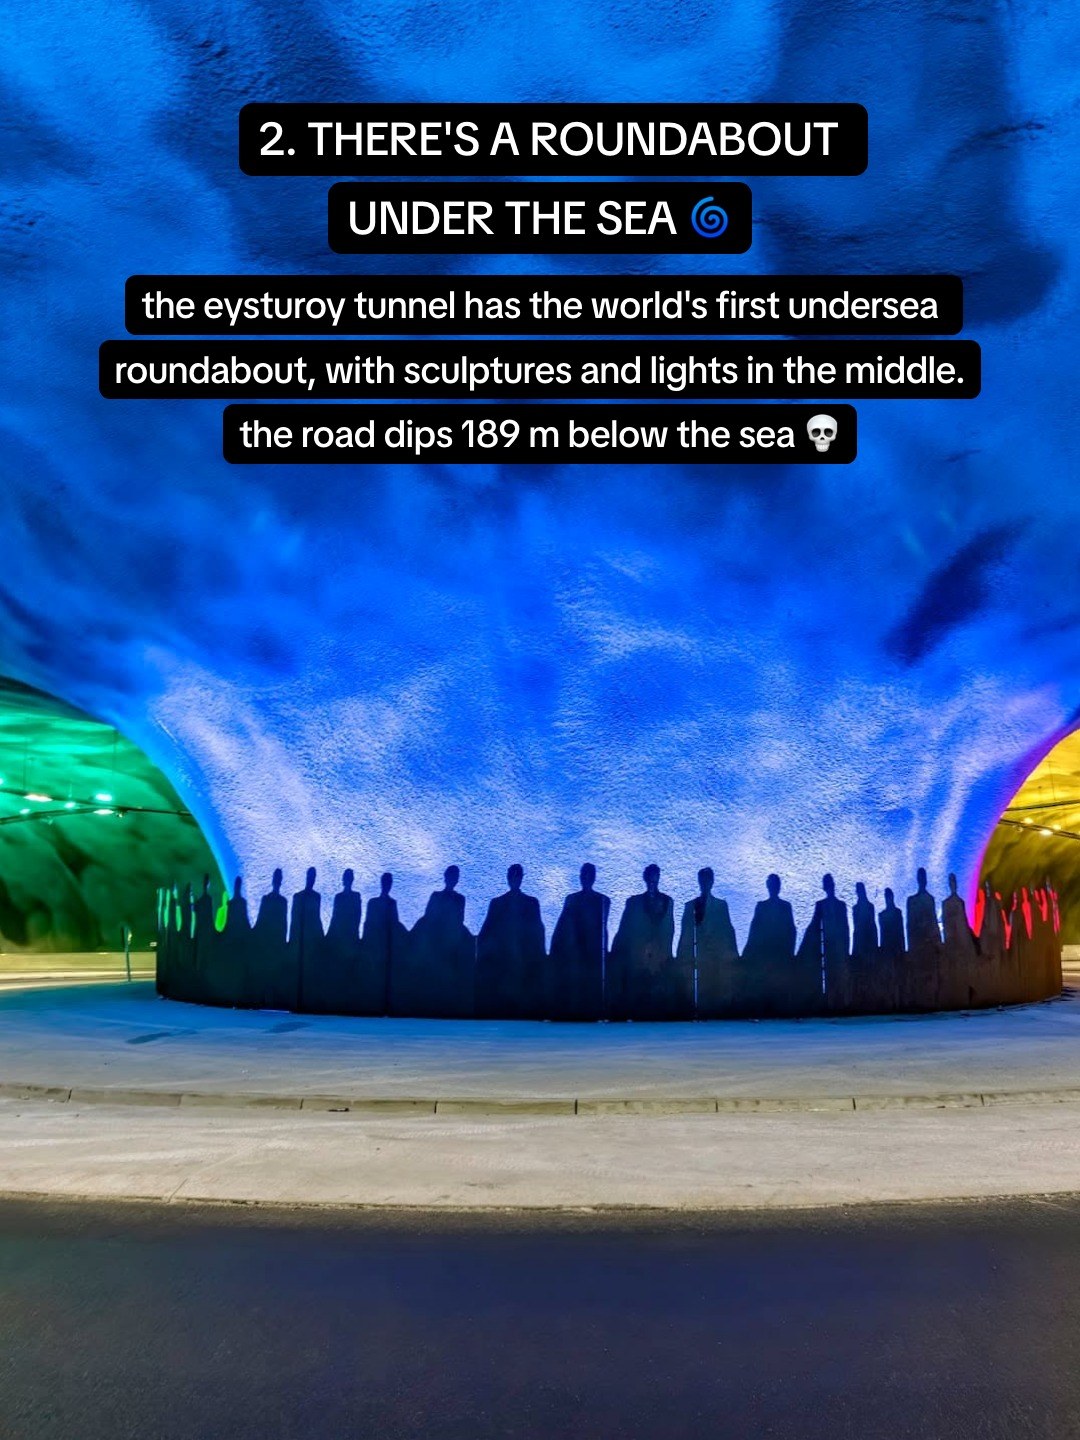 2. THERE'S A ROUNDABOUT
UNDER THE SEA 🌀
the eysturoy tunnel has the world's first undersea
roundabout, with sculptures and lights in the middle.
the road dips 189 m below the sea 💀